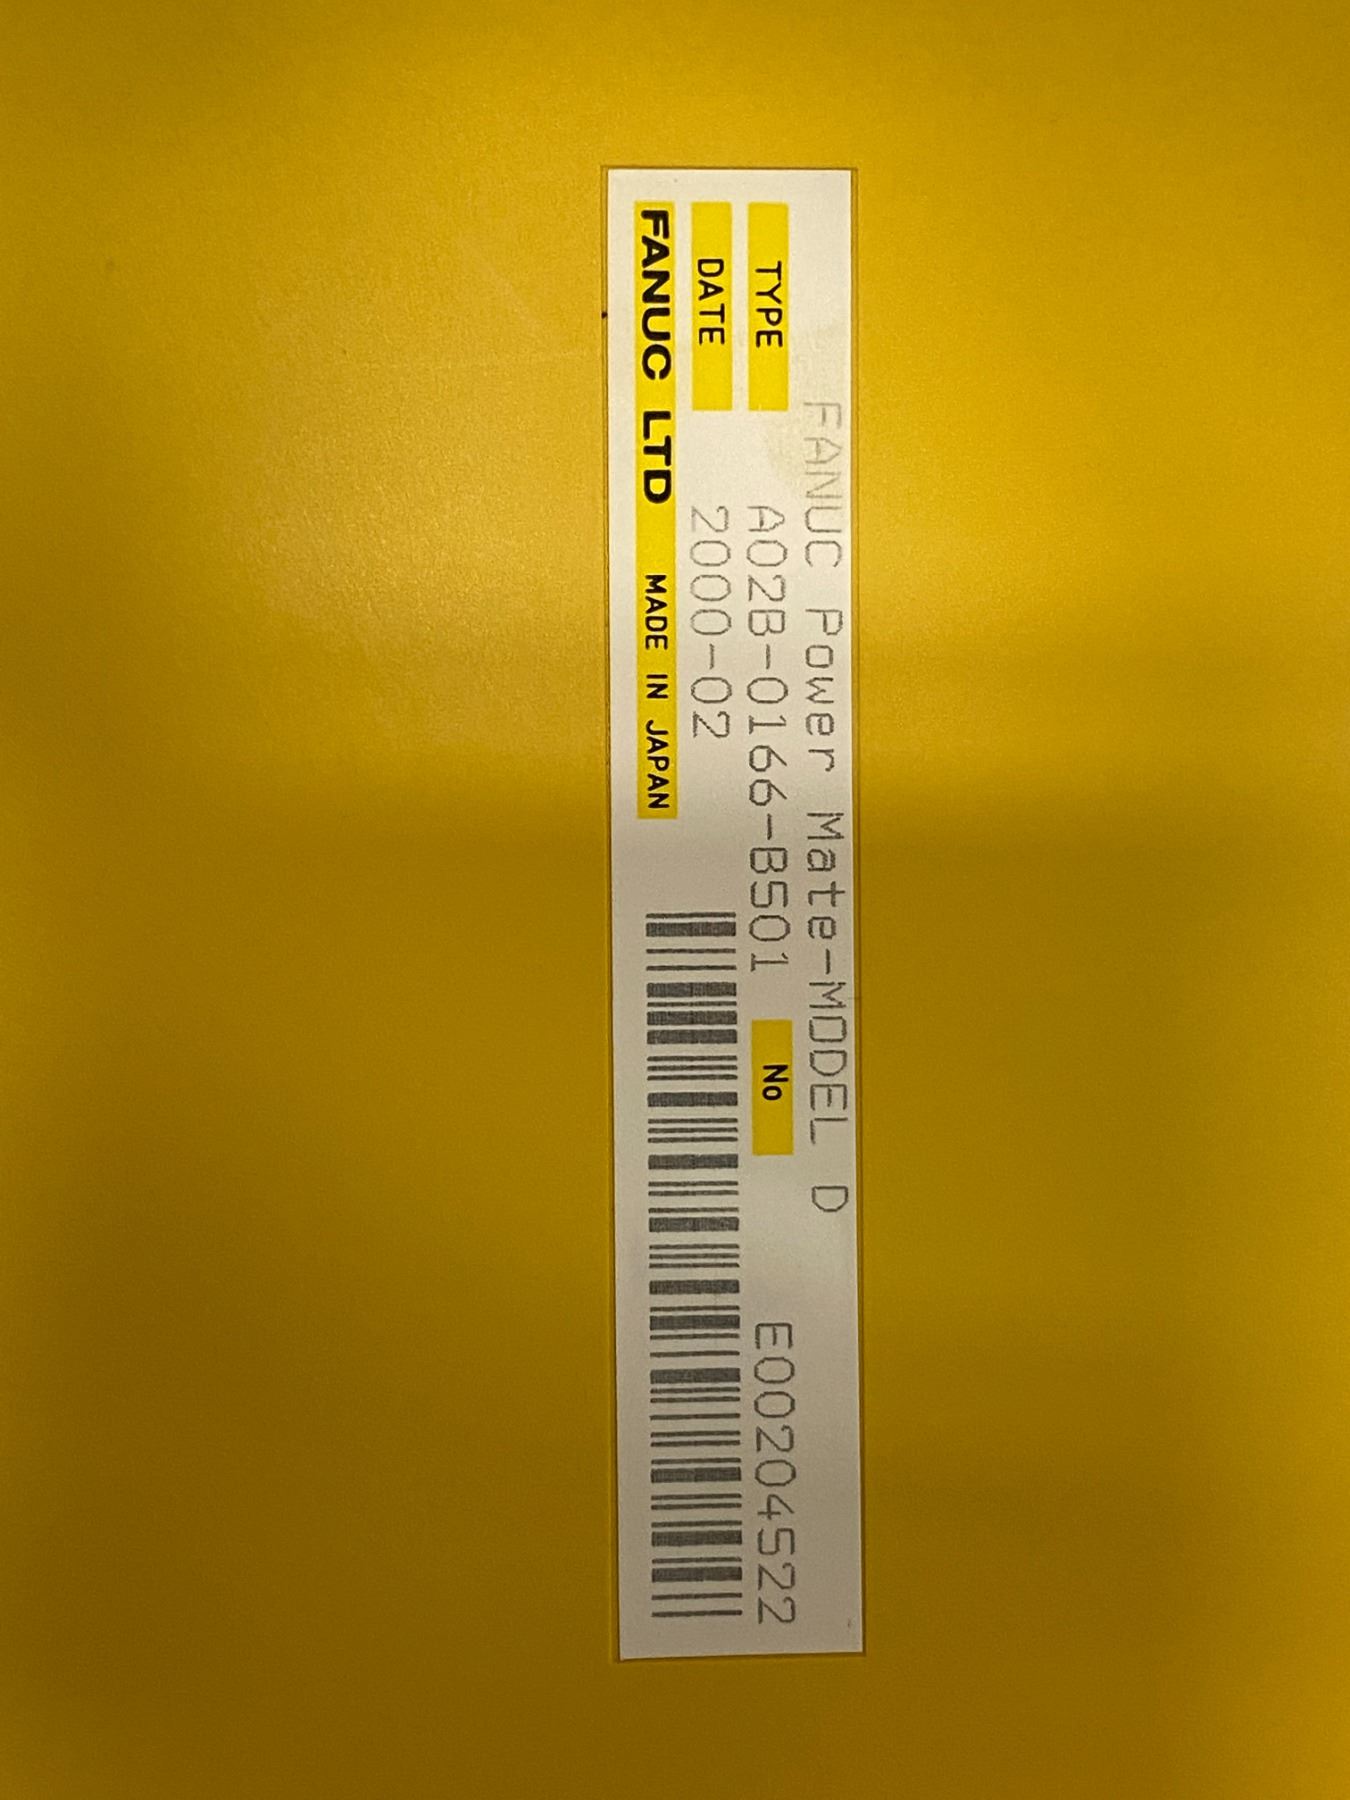 FANUC Power Mate-MODEL D
TYPE A02B-0166-B501 No E00204522
DATE 2000-02
FANUC LTD MADE IN JAPAN